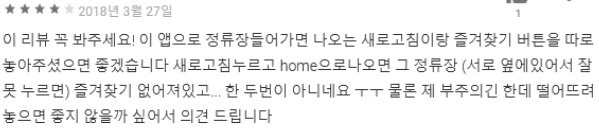 ★★★★★ 2018년 3월 27일
1
이 리뷰 꼭 봐주세요! 이 앱으로 정류장들어가면 나오는 새로고침이랑 즐겨찾기 버튼을 따로
놓아주셨으면 좋겠습니다 새로고침누르고 home으로나오면 그 정류장 (서로 옆에있어서 잘
못 누르면) 즐겨찾기 없어져있고... 한 두번이 아니네요 ㅜㅜ 물론 제 부주의긴 한데 떨어뜨려
놓으면 좋지 않을까 싶어서 의견 드립니다